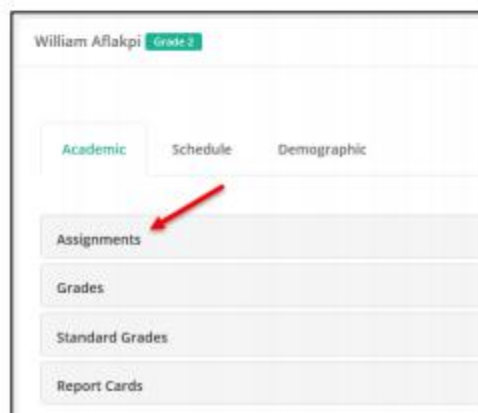 William Aflakpi Grade 2
Academic Schedule Demographic
Assignments
Grades
Standard Grades
Report Cards